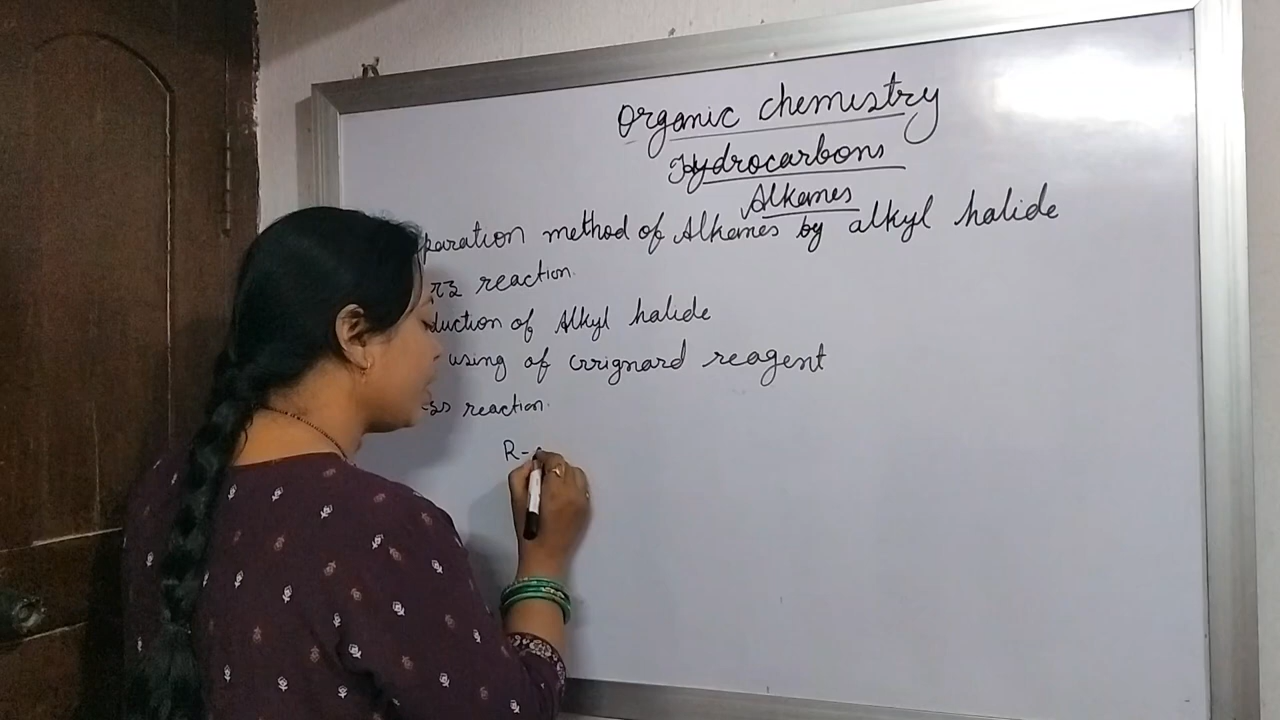 Organic chemistry
Hydrocarbons
Alkanes
paration method of Alkanes by alkyl halide
rz reaction.
duction of Alkyl halide
using of Grignard reagent
reaction.
R-